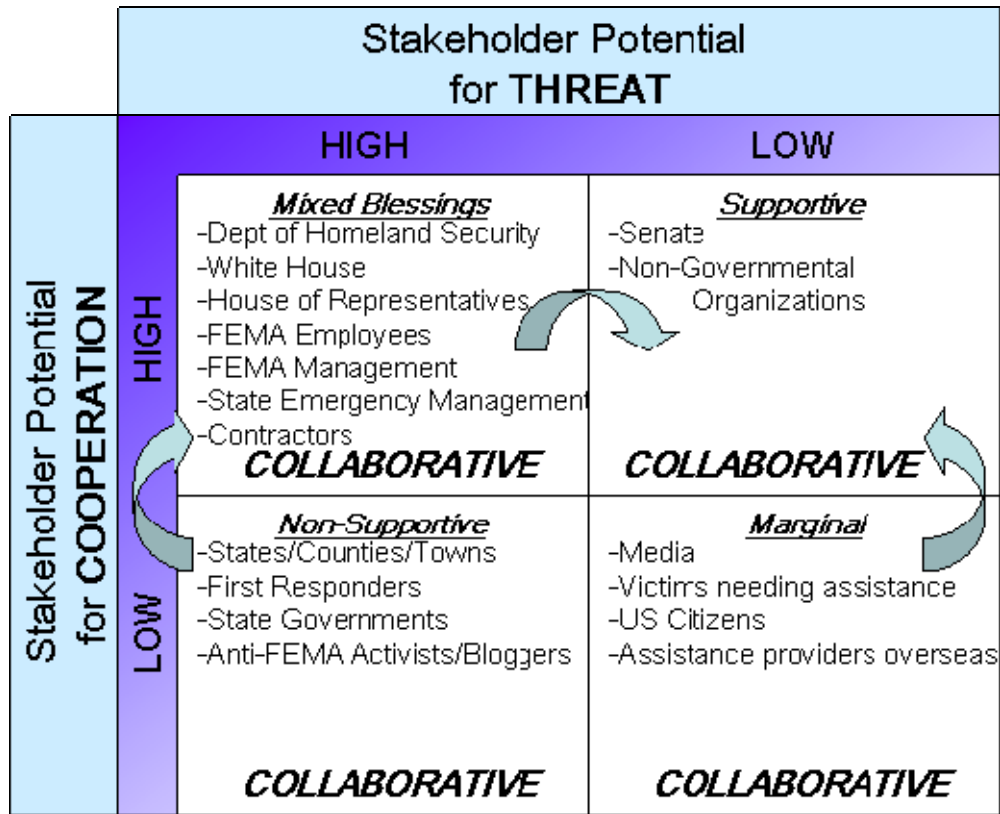 Stakeholder Potential
for THREAT
HIGH
LOW
Stakeholder Potential
for COOPERATION
HIGH
LOW
Mixed Blessings
-Dept of Homeland Security
-White House
-House of Representatives
-FEMA Employees
-FEMA Management
-State Emergency Management
-Contractors
COLLABORATIVE
Supportive
-Senate
-Non-Governmental
Organizations
COLLABORATIVE
Non-Supportive
-States/Counties/Towns
-First Responders
-State Governments
-Anti-FEMA Activists/Bloggers
COLLABORATIVE
Marginal
-Media
-Victims needing assistance
-US Citizens
-Assistance providers overseas
COLLABORATIVE